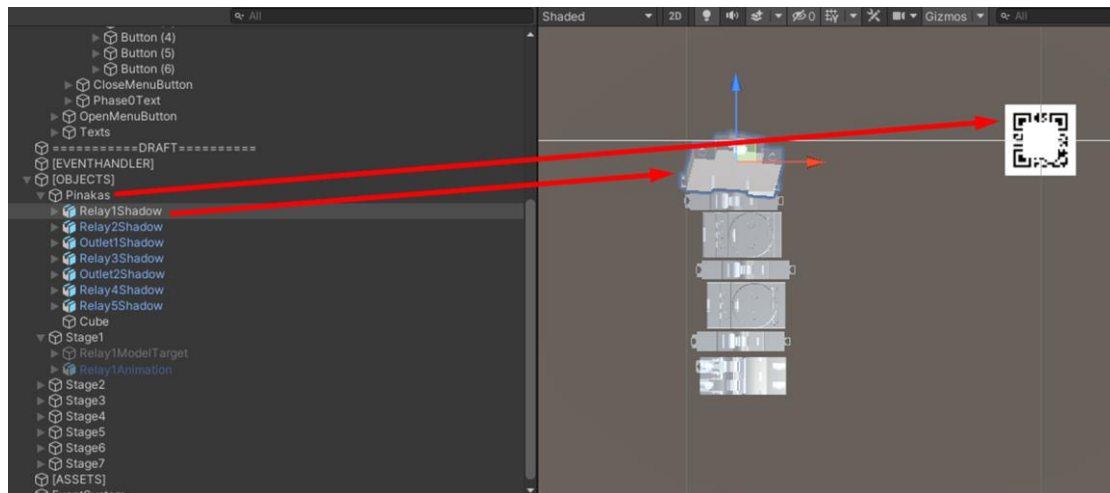 All
Shaded 2D 0 Gizmos All
Button (4)
Button (5)
Button (6)
CloseMenuButton
Phase0Text
OpenMenuButton
Texts
===========DRAFT==========
[EVENTHANDLER]
[OBJECTS]
Pinakas
Relay1Shadow
Relay2Shadow
Outlet1Shadow
Relay3Shadow
Outlet2Shadow
Relay4Shadow
Relay5Shadow
Cube
Stage1
Relay1ModelTarget
Relay1Animation
Stage2
Stage3
Stage4
Stage5
Stage6
Stage7
[ASSETS]